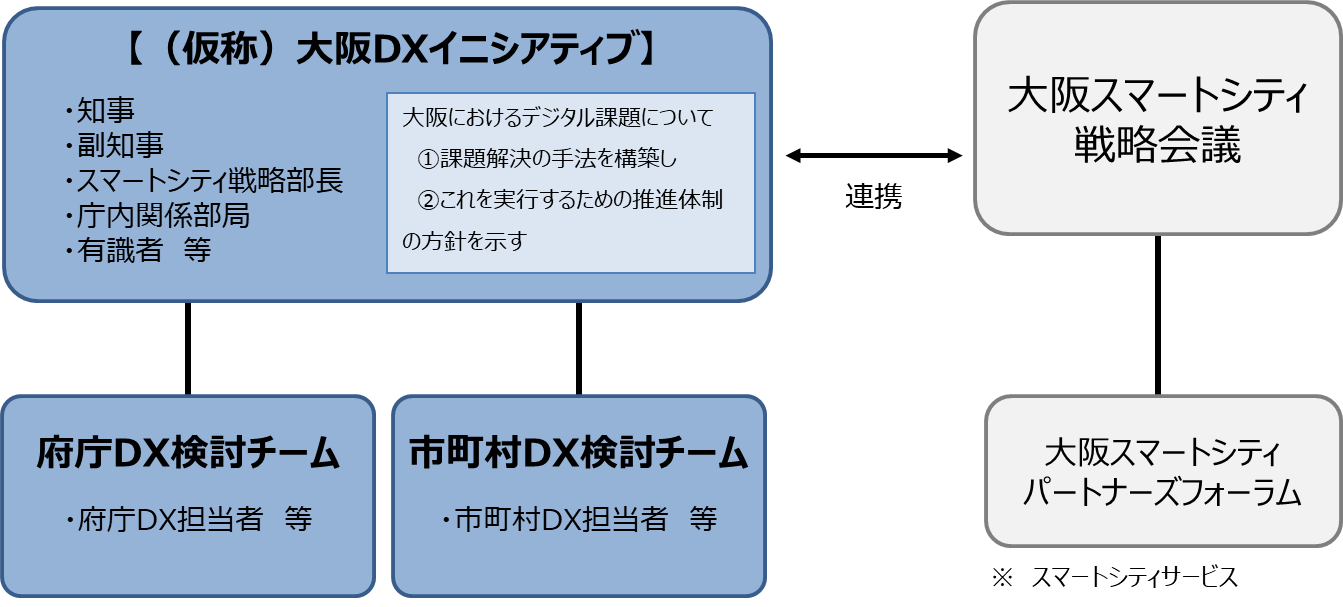 【（仮称）大阪DXイニシアティブ】
・知事
・副知事
・スマートシティ戦略部長
・庁内関係部局
・有識者　等
大阪におけるデジタル課題について
①課題解決の手法を構築し
②これを実行するための推進体制
の方針を示す
連携
大阪スマートシティ
戦略会議
府庁DX検討チーム
・府庁DX担当者　等
市町村DX検討チーム
・市町村DX担当者　等
大阪スマートシティ
パートナーズフォーラム
※　スマートシティサービス